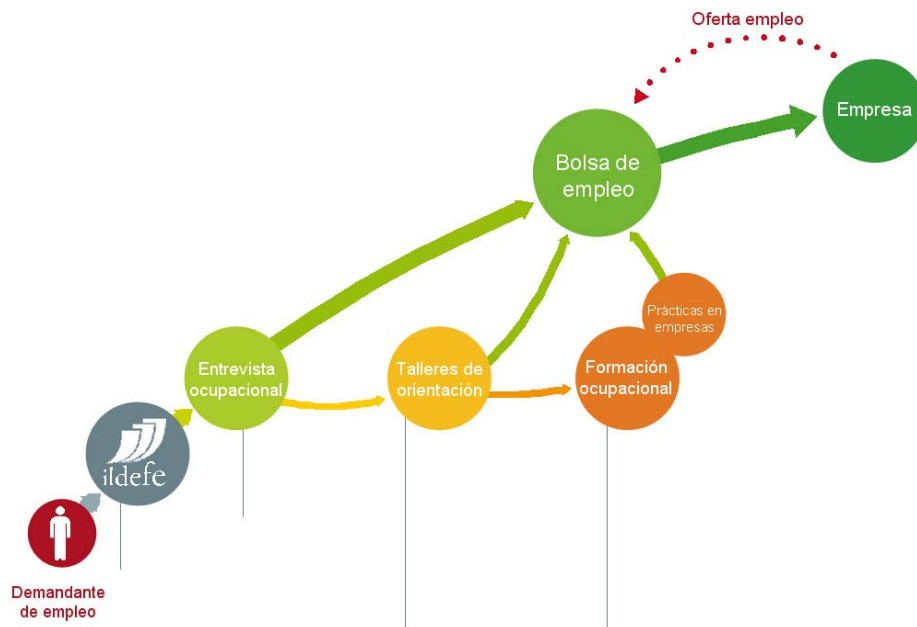 Oferta empleo
Empresa
Bolsa de
empleo
Prácticas en
empresas
Entrevista
ocupacional
Talleres de
orientación
Formación
ocupacional
ildefe
Demandante
de empleo